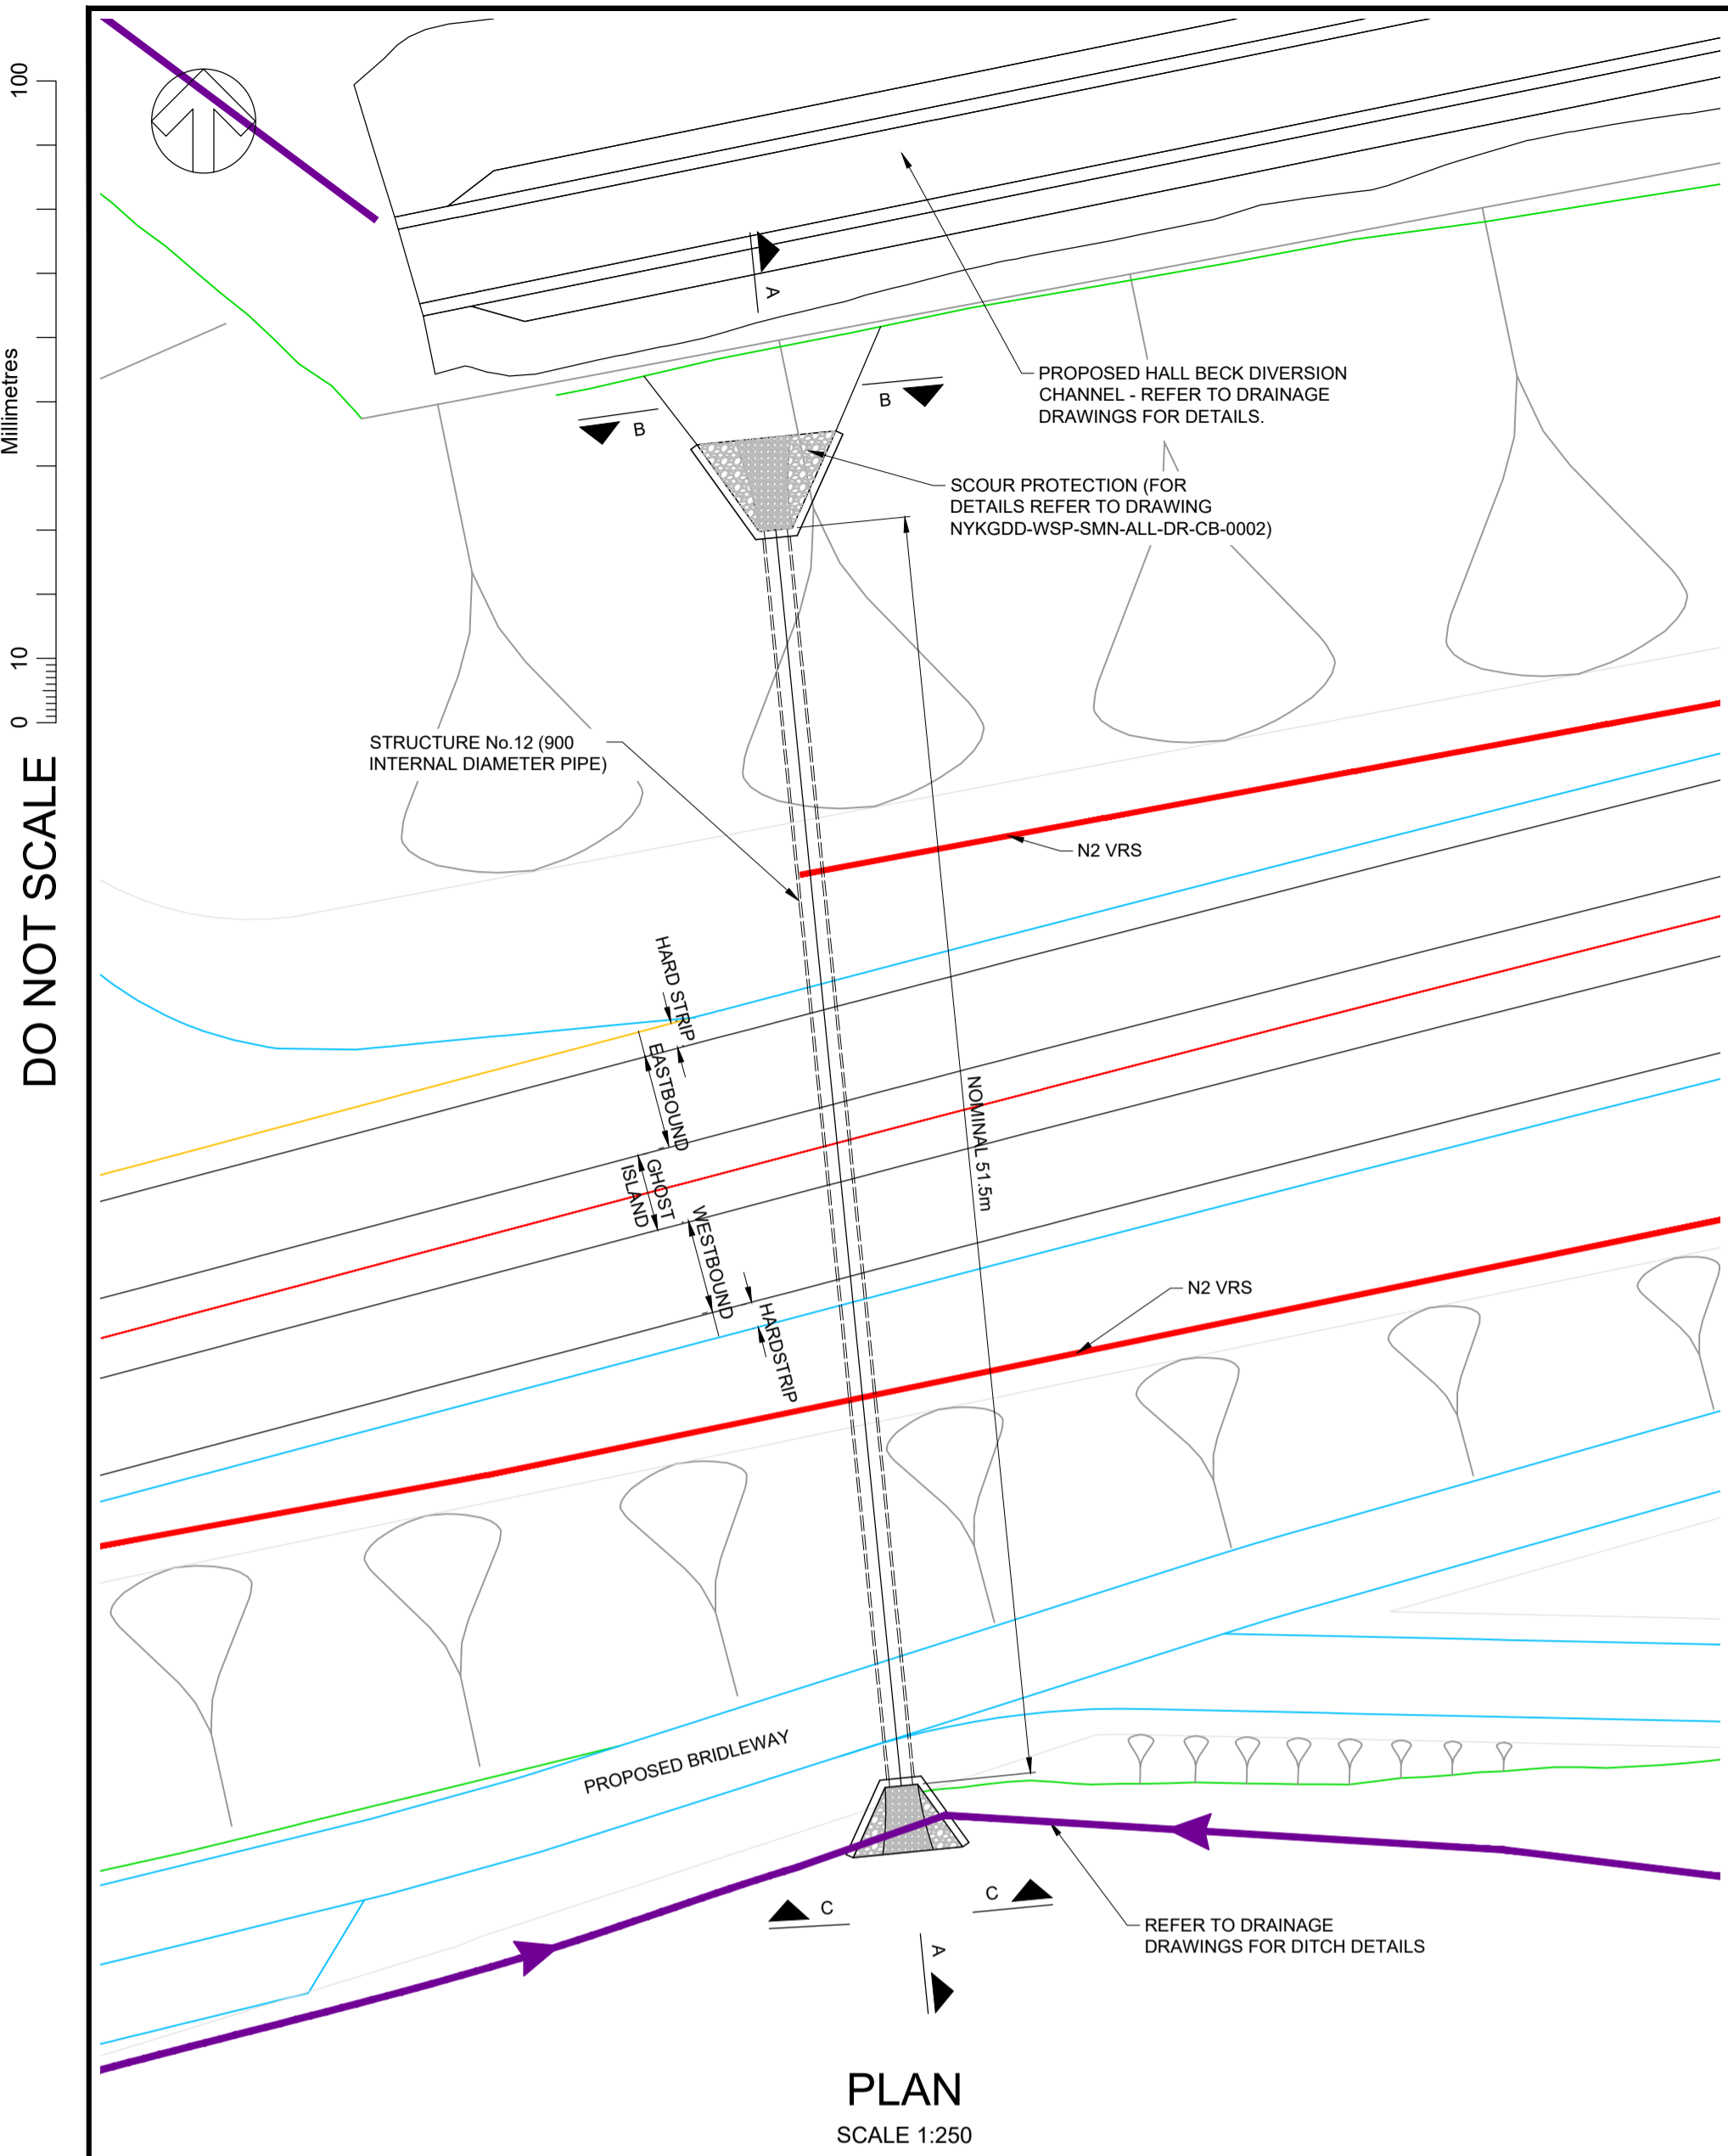 100
Millimetres
10
0
DO NOT SCALE
A
PROPOSED HALL BECK DIVERSION
CHANNEL - REFER TO DRAINAGE
DRAWINGS FOR DETAILS.
B
B
SCOUR PROTECTION (FOR
DETAILS REFER TO DRAWING
NYKGDD-WSP-SMN-ALL-DR-CB-0002)
STRUCTURE No.12 (900
INTERNAL DIAMETER PIPE)
N2 VRS
HARD STRIP
EASTBOUND
GHOST
ISLAND
WESTBOUND
HARDSTRIP
NOMINAL 51.5m
N2 VRS
PROPOSED BRIDLEWAY
C
C
A
REFER TO DRAINAGE
DRAWINGS FOR DITCH DETAILS
PLAN
SCALE 1:250